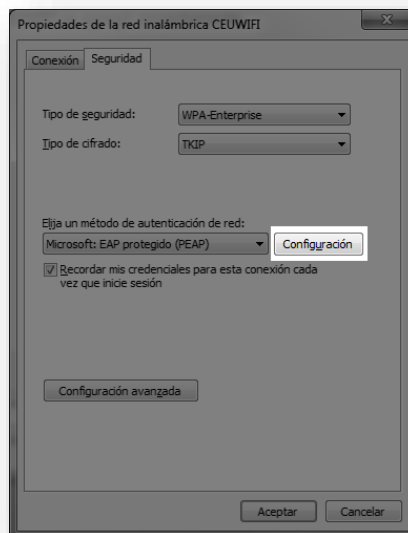 Propiedades de la red inalámbrica CEUWIFI
Conexión Seguridad
Tipo de seguridad: WPA-Enterprise
Tipo de cifrado: TKIP
Elija un método de autenticación de red:
Microsoft: EAP protegido (PEAP) Configuración
Recordar mis credenciales para esta conexión cada
vez que inicie sesión
Configuración avanzada
Aceptar Cancelar